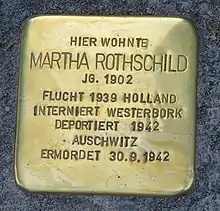 HIER WOHNTE
MARTHA ROTHSCHILD
JG. 1902
FLUCHT 1939 HOLLAND
INTERNIERT WESTERBORK
DEPORTIERT 1942
AUSCHWITZ
ERMORDET 30.9.1942